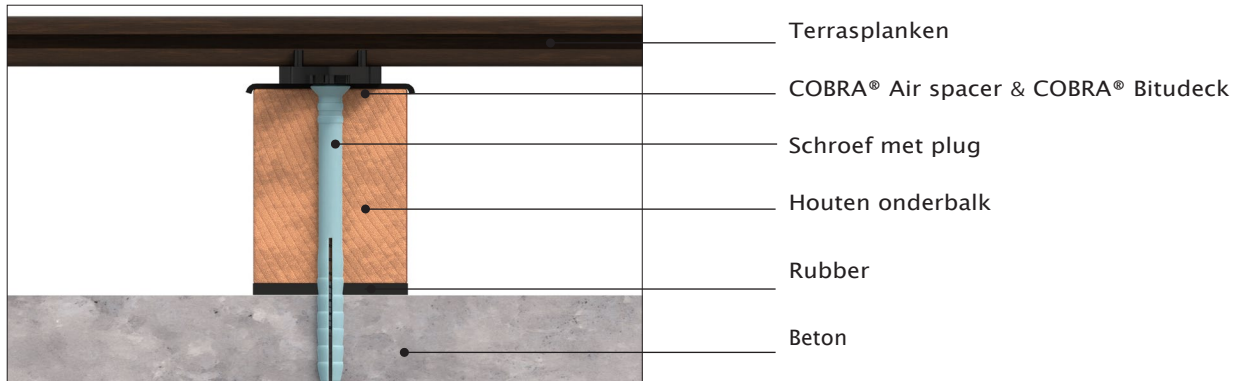 Terrasplanken
COBRA® Air spacer & COBRA® Bitudeck
Schroef met plug
Houten onderbalk
Rubber
Beton